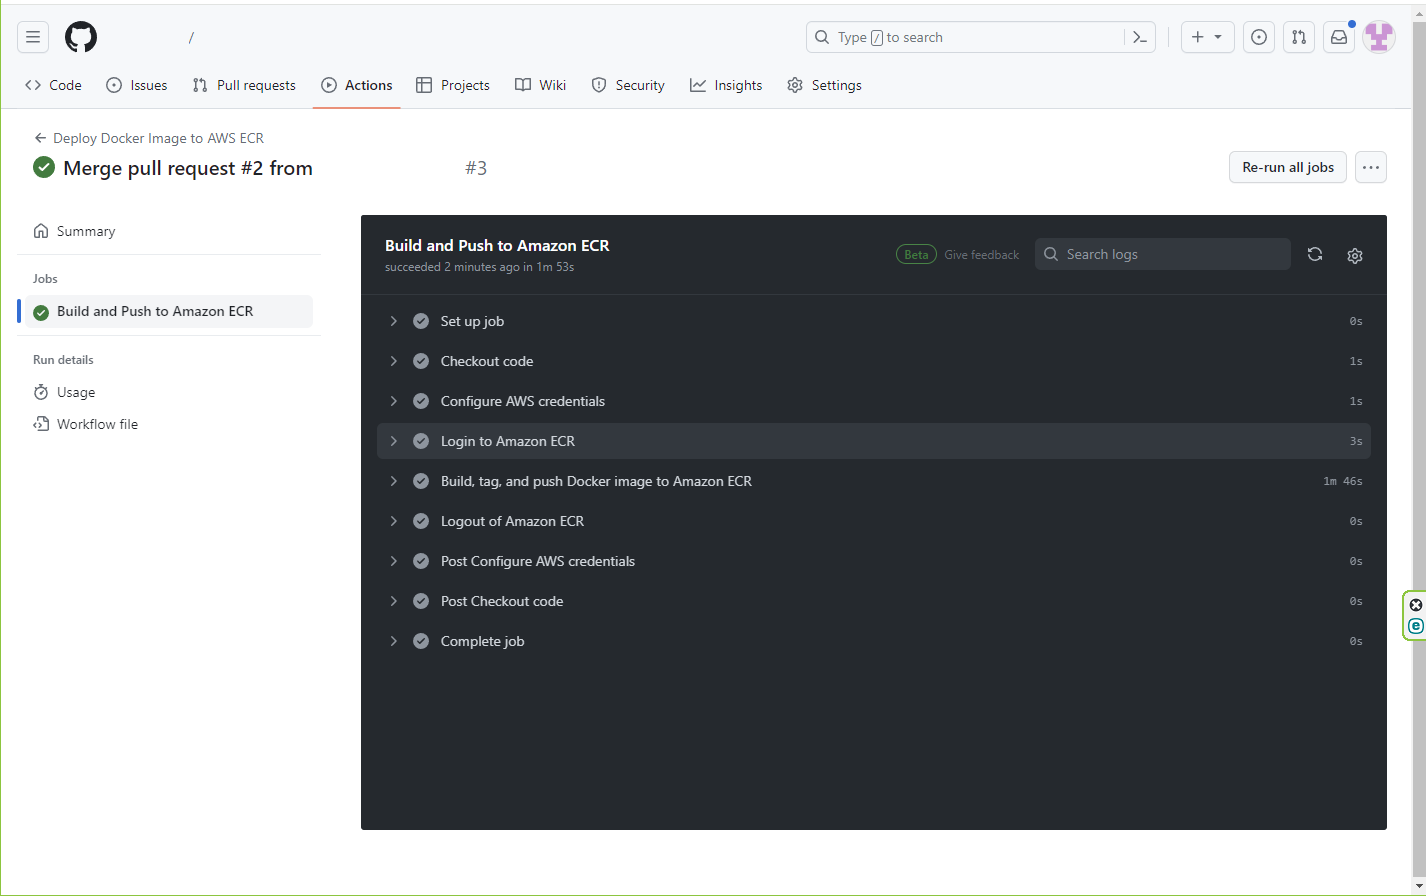 /
Type / to search
Code
Issues
Pull requests
Actions
Projects
Wiki
Security
Insights
Settings
Deploy Docker Image to AWS ECR
Merge pull request #2 from #3
Re-run all jobs
Summary
Jobs
Build and Push to Amazon ECR
Run details
Usage
Workflow file
Build and Push to Amazon ECR
succeeded 2 minutes ago in 1m 53s
Beta
Give feedback
Search logs
Set up job 0s
Checkout code 1s
Configure AWS credentials 1s
Login to Amazon ECR 3s
Build, tag, and push Docker image to Amazon ECR 1m 46s
Logout of Amazon ECR 0s
Post Configure AWS credentials 0s
Post Checkout code 0s
Complete job 0s